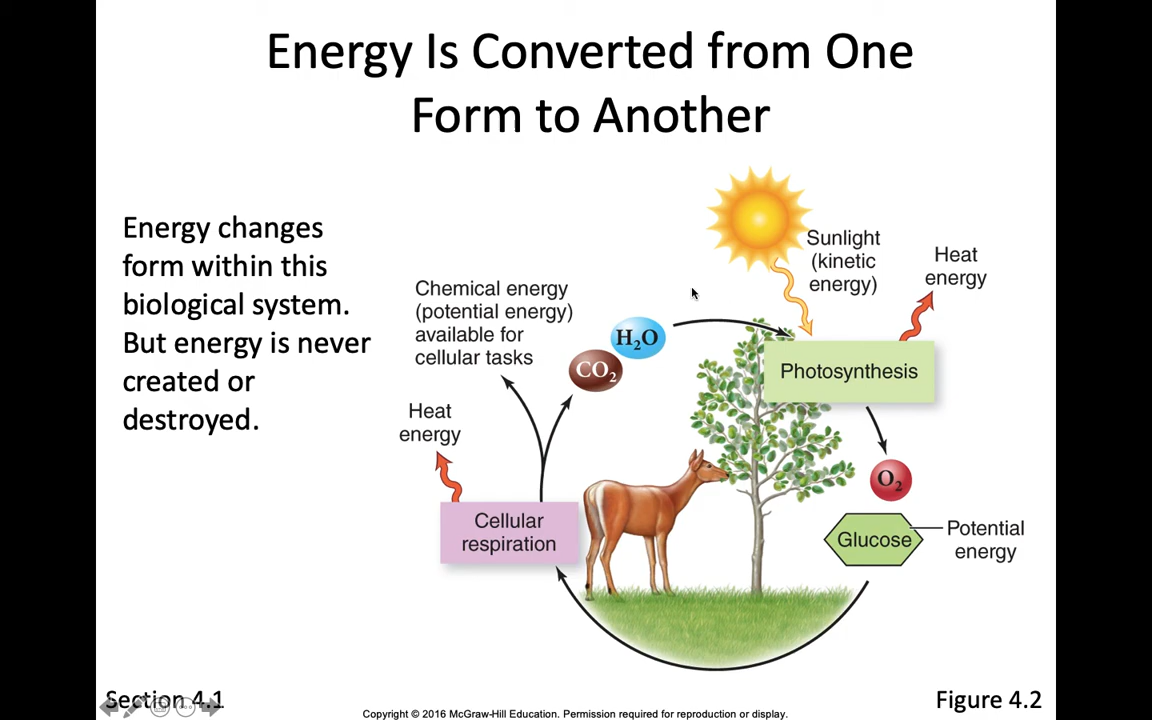 Energy Is Converted from One
Form to Another
Energy changes
form within this
biological system.
But energy is never
created or
destroyed.
Sunlight
(kinetic
energy)
Heat
energy
Chemical energy
(potential energy)
available for
cellular tasks
H₂O
CO₂
Photosynthesis
Heat
energy
O₂
Cellular
respiration
Glucose
Potential
energy
Section 4.1
Figure 4.2
Copyright © 2016 McGraw-Hill Education. Permission required for reproduction or display.